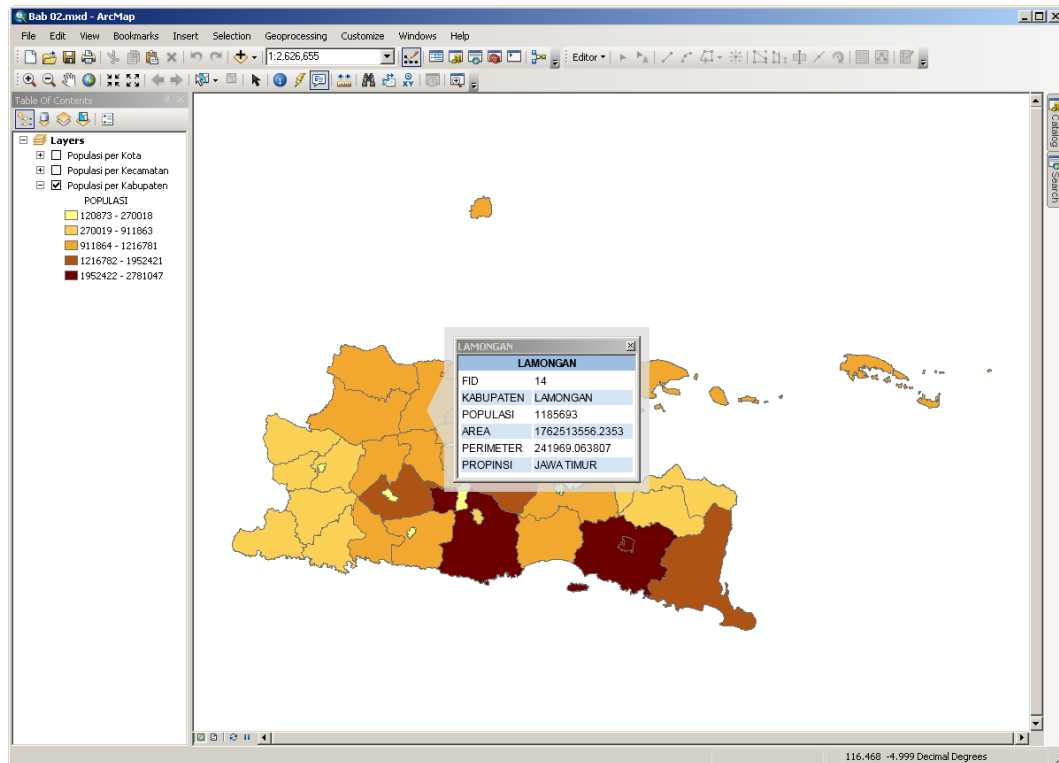 Bab 02.mxd - ArcMap
File Edit View Bookmarks Insert Selection Geoprocessing Customize Windows Help
1:2,626,655 Editor
Table Of Contents
Layers
Populasi per Kota
Populasi per Kecamatan
Populasi per Kabupaten
POPULASI
120873 - 270018
270019 - 911863
911864 - 1216781
1216782 - 1952421
1952422 - 2781047
LAMONGAN
LAMONGAN
FID 14
KABUPATEN LAMONGAN
POPULASI 1185693
AREA 1762513556.2353
PERIMETER 241969.063807
PROPINSI JAWA TIMUR
Catalog
Search
116.468 -4.999 Decimal Degrees